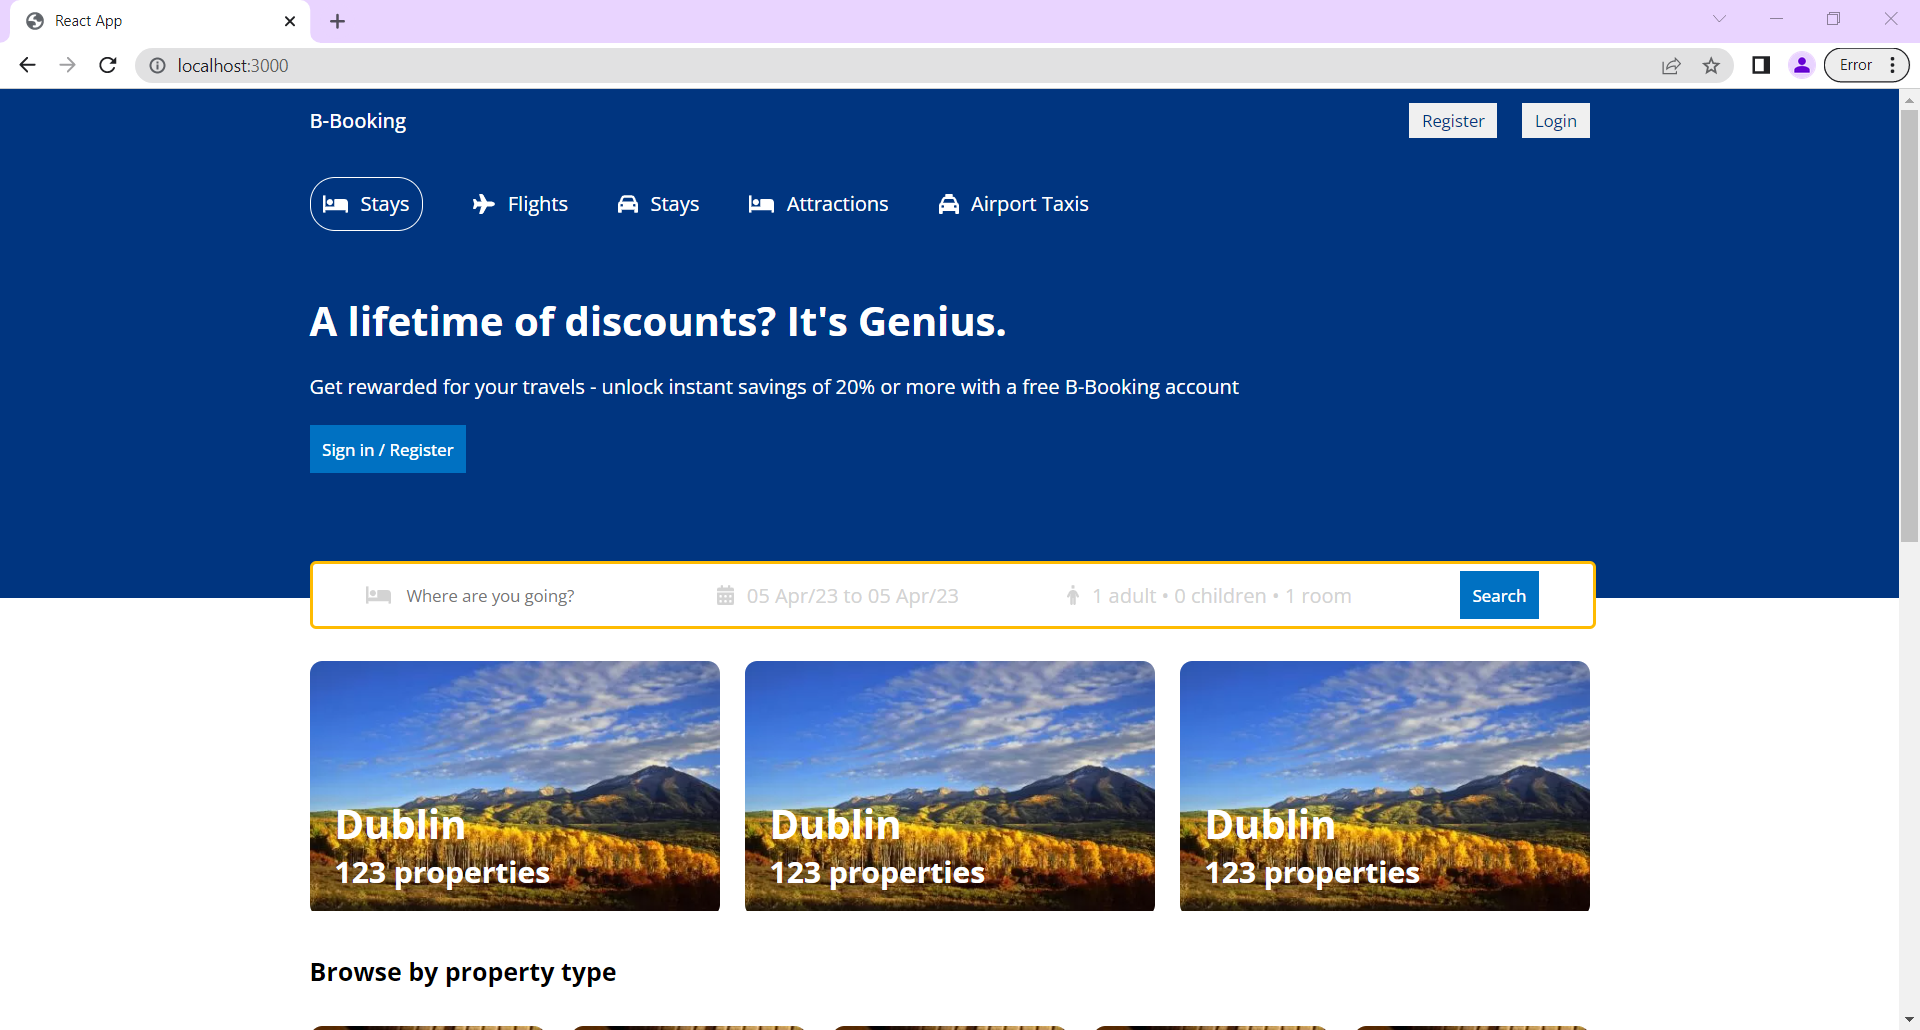 React App
localhost:3000
Error
B-Booking
Register
Login
Stays
Flights
Stays
Attractions
Airport Taxis
A lifetime of discounts? It's Genius.
Get rewarded for your travels - unlock instant savings of 20% or more with a free B-Booking account
Sign in / Register
Where are you going?
05 Apr/23 to 05 Apr/23
1 adult • 0 children • 1 room
Search
Dublin
123 properties
Dublin
123 properties
Dublin
123 properties
Browse by property type